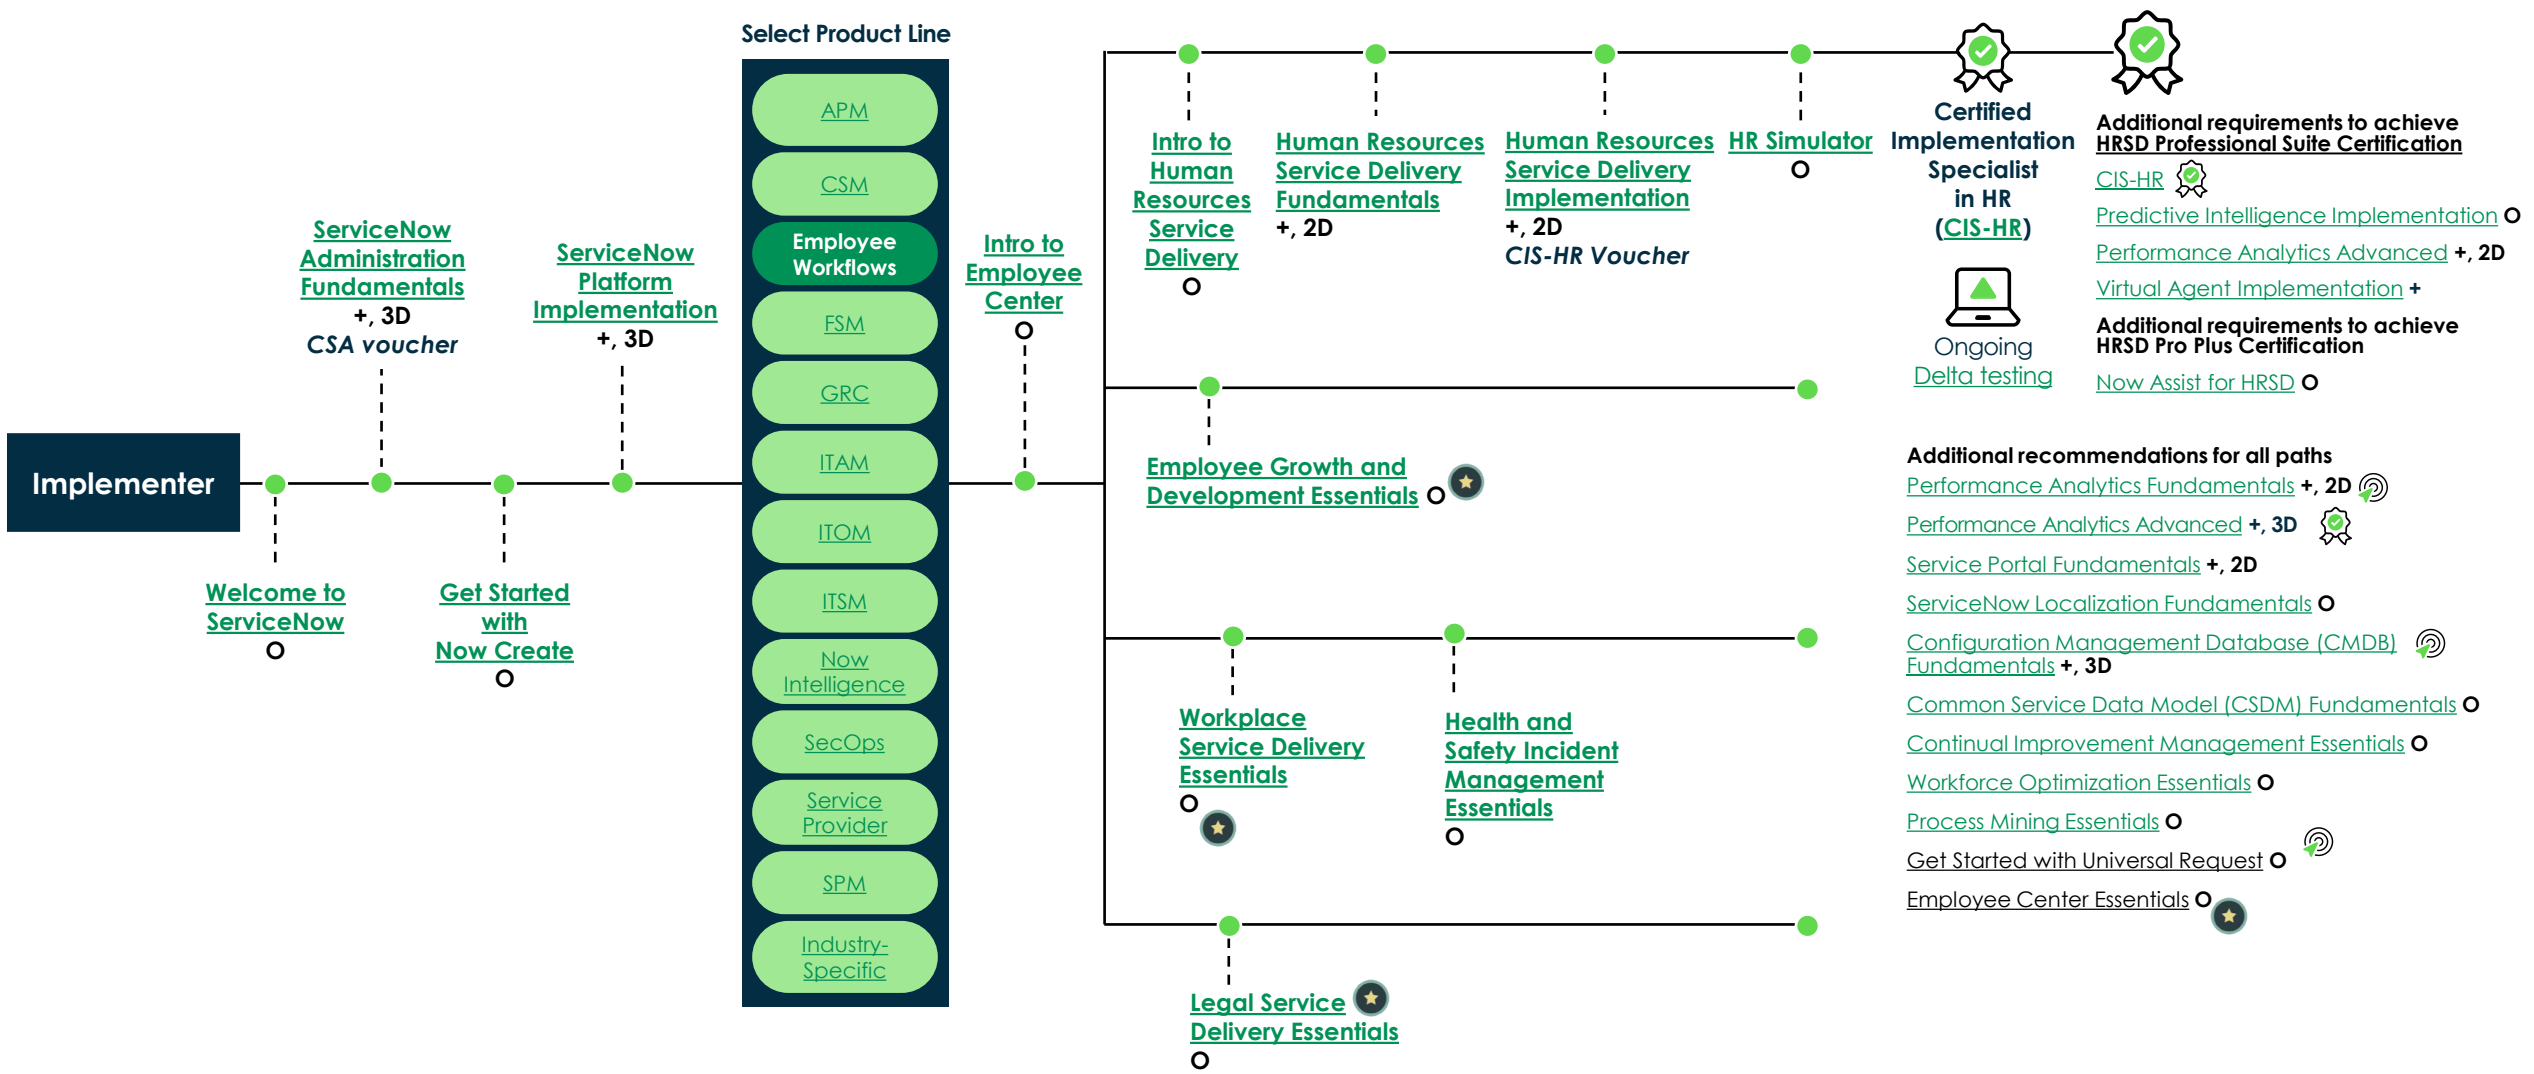 Select Product Line
Implementer
Welcome to
ServiceNow
O
ServiceNow
Administration
Fundamentals
+, 3D
CSA voucher
Get Started
with
Now Create
O
ServiceNow
Platform
Implementation
+, 3D
APM
CSM
Employee
Workflows
FSM
GRC
ITAM
ITOM
ITSM
Now
Intelligence
SecOps
Service
Provider
SPM
Industry-
Specific
Intro to
Employee
Center
O
Intro to
Human
Resources
Service
Delivery
O
Human Resources
Service Delivery
Fundamentals
+, 2D
Human Resources
Service Delivery
Implementation
+, 2D
CIS-HR Voucher
HR Simulator
O
Certified
Implementation
Specialist
in HR
(CIS-HR)
Ongoing
Delta testing
Additional requirements to achieve
HRSD Professional Suite Certification
CIS-HR
Predictive Intelligence Implementation O
Performance Analytics Advanced +, 2D
Virtual Agent Implementation +
Additional requirements to achieve
HRSD Pro Plus Certification
Now Assist for HRSD O
Employee Growth and
Development Essentials O
Workplace
Service Delivery
Essentials
O
Health and
Safety Incident
Management
Essentials
O
Legal Service
Delivery Essentials
O
Additional recommendations for all paths
Performance Analytics Fundamentals +, 2D
Performance Analytics Advanced +, 3D
Service Portal Fundamentals +, 2D
ServiceNow Localization Fundamentals O
Configuration Management Database (CMDB)
Fundamentals +, 3D
Common Service Data Model (CSDM) Fundamentals O
Continual Improvement Management Essentials O
Workforce Optimization Essentials O
Process Mining Essentials O
Get Started with Universal Request O
Employee Center Essentials O